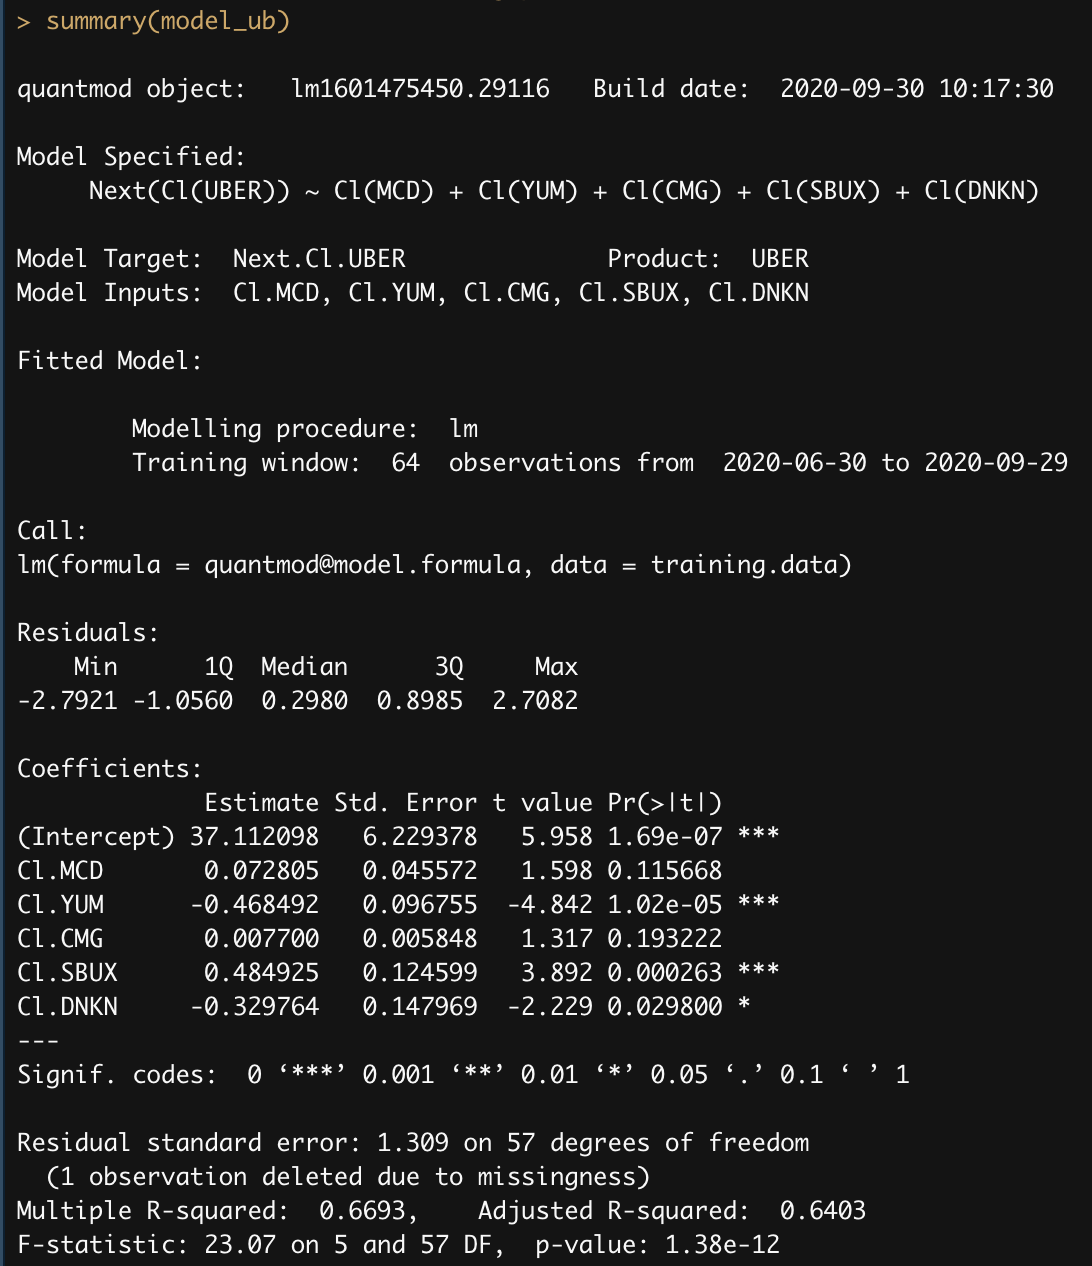 > summary(model_ub)
quantmod object:   lm1601475450.29116   Build date:  2020-09-30 10:17:30
Model Specified:
     Next(Cl(UBER)) ~ Cl(MCD) + Cl(YUM) + Cl(CMG) + Cl(SBUX) + Cl(DNKN)
Model Target:  Next.Cl.UBER              Product:  UBER
Model Inputs:  Cl.MCD, Cl.YUM, Cl.CMG, Cl.SBUX, Cl.DNKN
Fitted Model:
        Modelling procedure:  lm
        Training window:  64  observations from  2020-06-30 to 2020-09-29
Call:
lm(formula = quantmod@model.formula, data = training.data)
Residuals:
    Min      1Q  Median      3Q     Max
-2.7921 -1.0560  0.2980  0.8985  2.7082
Coefficients:
             Estimate Std. Error t value Pr(>|t|)
(Intercept) 37.112098   6.229378   5.958 1.69e-07 ***
Cl.MCD       0.072805   0.045572   1.598 0.115668
Cl.YUM      -0.468492   0.096755  -4.842 1.02e-05 ***
Cl.CMG       0.007700   0.005848   1.317 0.193222
Cl.SBUX      0.484925   0.124599   3.892 0.000263 ***
Cl.DNKN     -0.329764   0.147969  -2.229 0.029800 *
---
Signif. codes:  0 ‘***’ 0.001 ‘**’ 0.01 ‘*’ 0.05 ‘.’ 0.1 ‘ ’ 1
Residual standard error: 1.309 on 57 degrees of freedom
  (1 observation deleted due to missingness)
Multiple R-squared:  0.6693,    Adjusted R-squared:  0.6403
F-statistic: 23.07 on 5 and 57 DF,  p-value: 1.38e-12